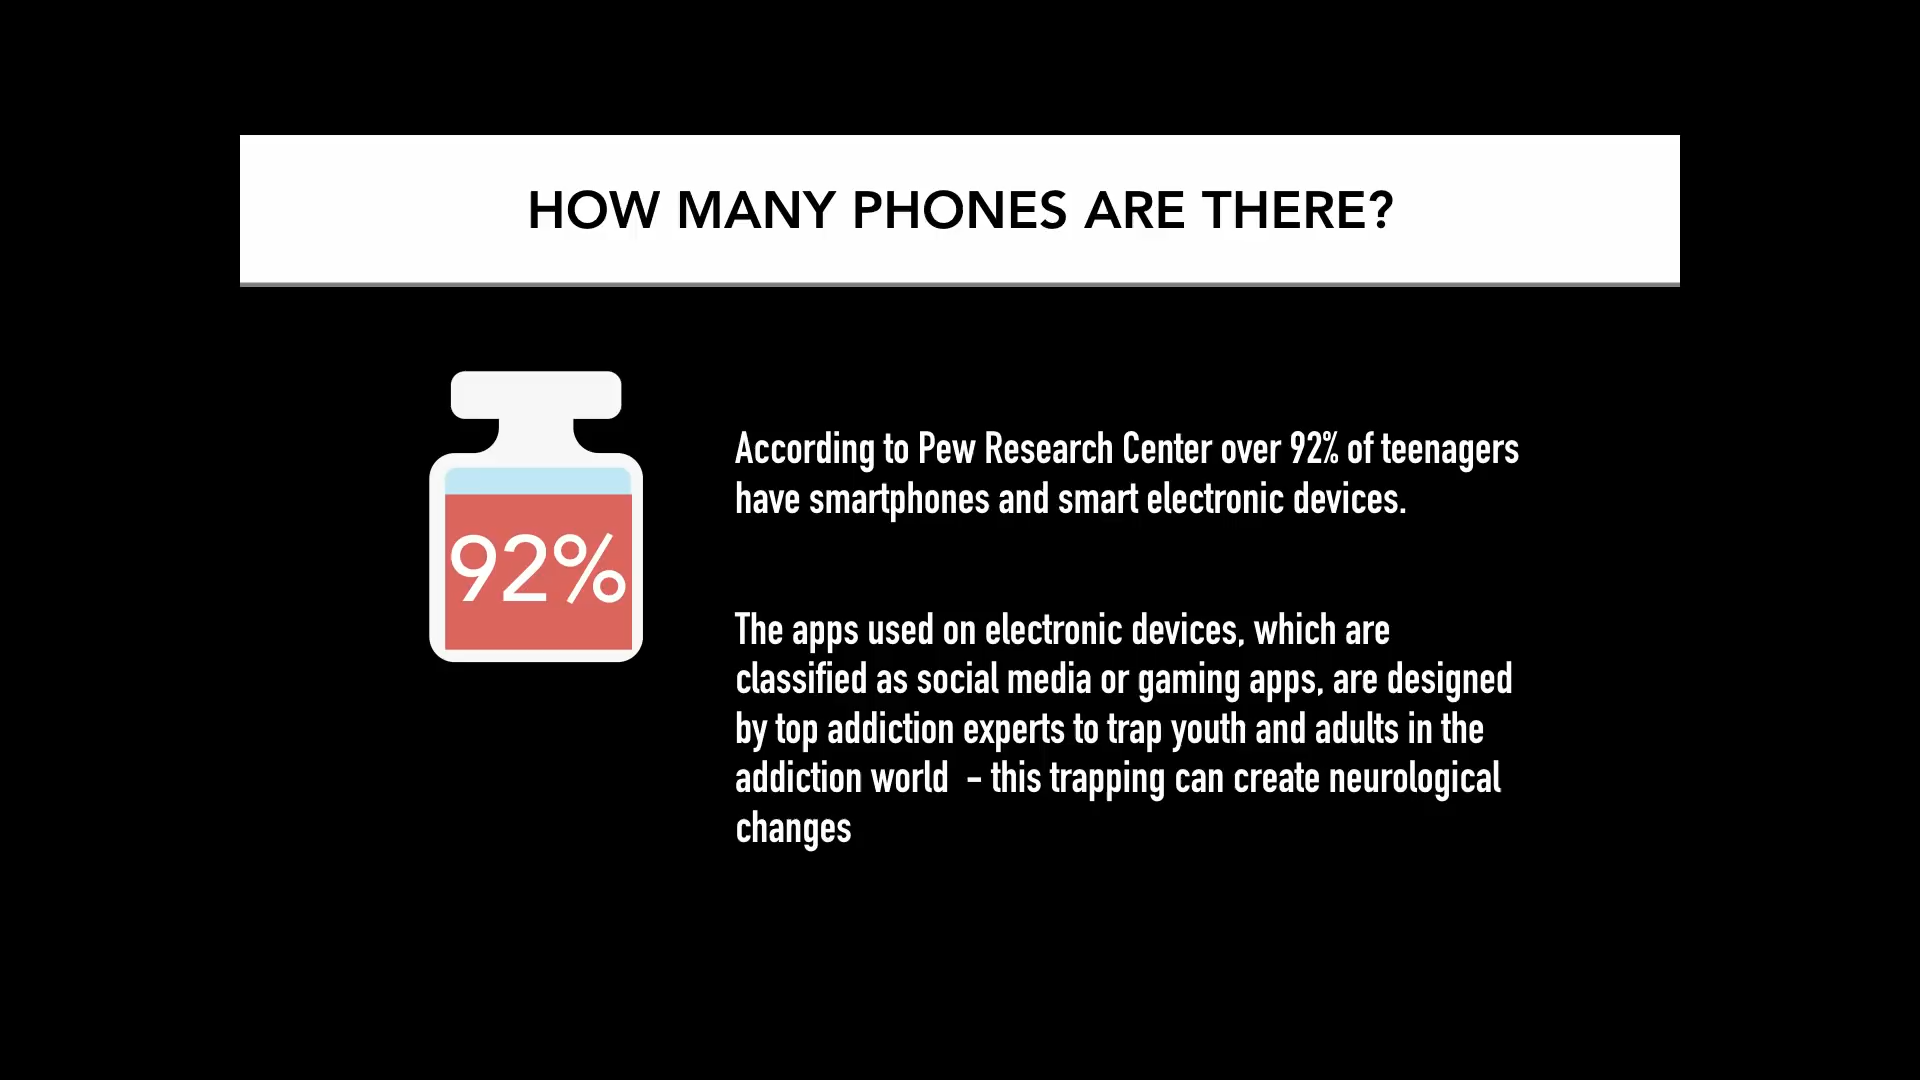 HOW MANY PHONES ARE THERE?
92%
According to Pew Research Center over 92% of teenagers
have smartphones and smart electronic devices.
The apps used on electronic devices, which are
classified as social media or gaming apps, are designed
by top addiction experts to trap youth and adults in the
addiction world  - this trapping can create neurological
changes